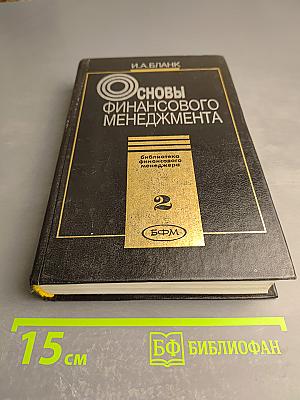 И.А.БЛАНК
ОСНОВЫ
ФИНАНСОВОГО
МЕНЕДЖМЕНТА
библиотека
финансового
менеджера
2
БФМ
15 см
БФ БИБЛИОФАН